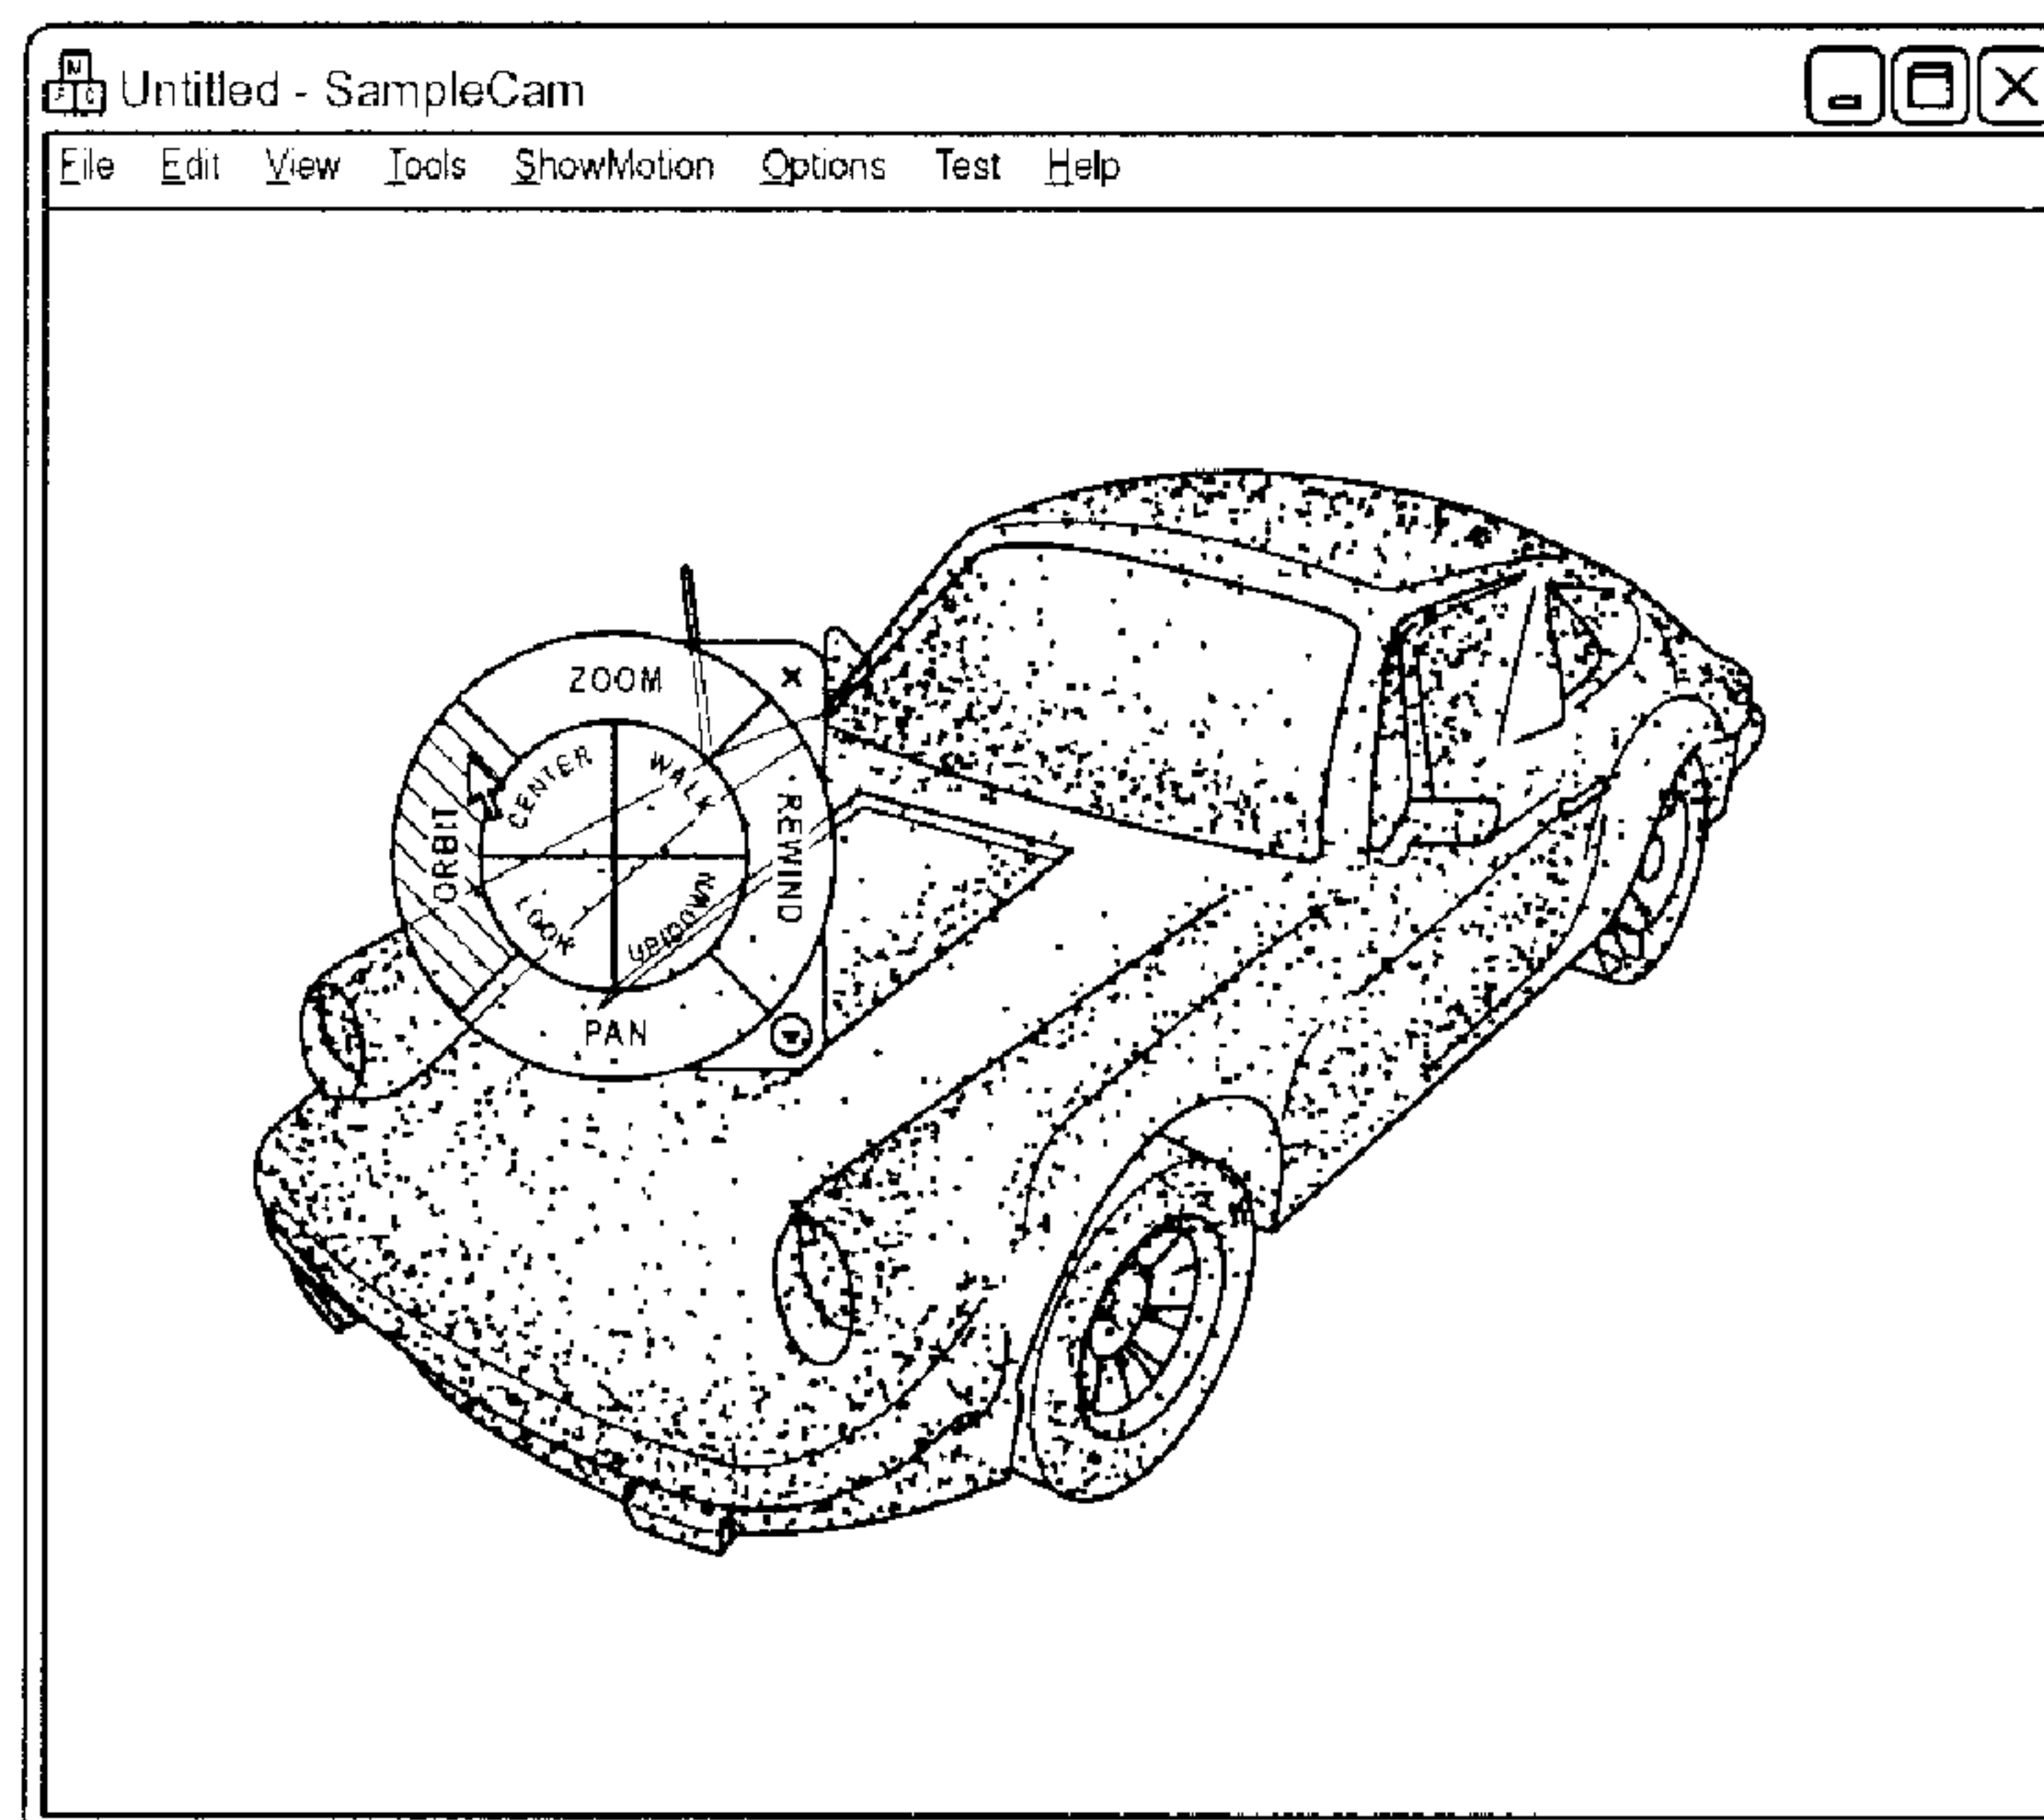 M
F C
Untitled - SampleCam
File Edit View Tools ShowMotion Options Test Help
ZOOM
CENTER WALK
ORBIT
REWIND
LOOK UP/DOWN
PAN